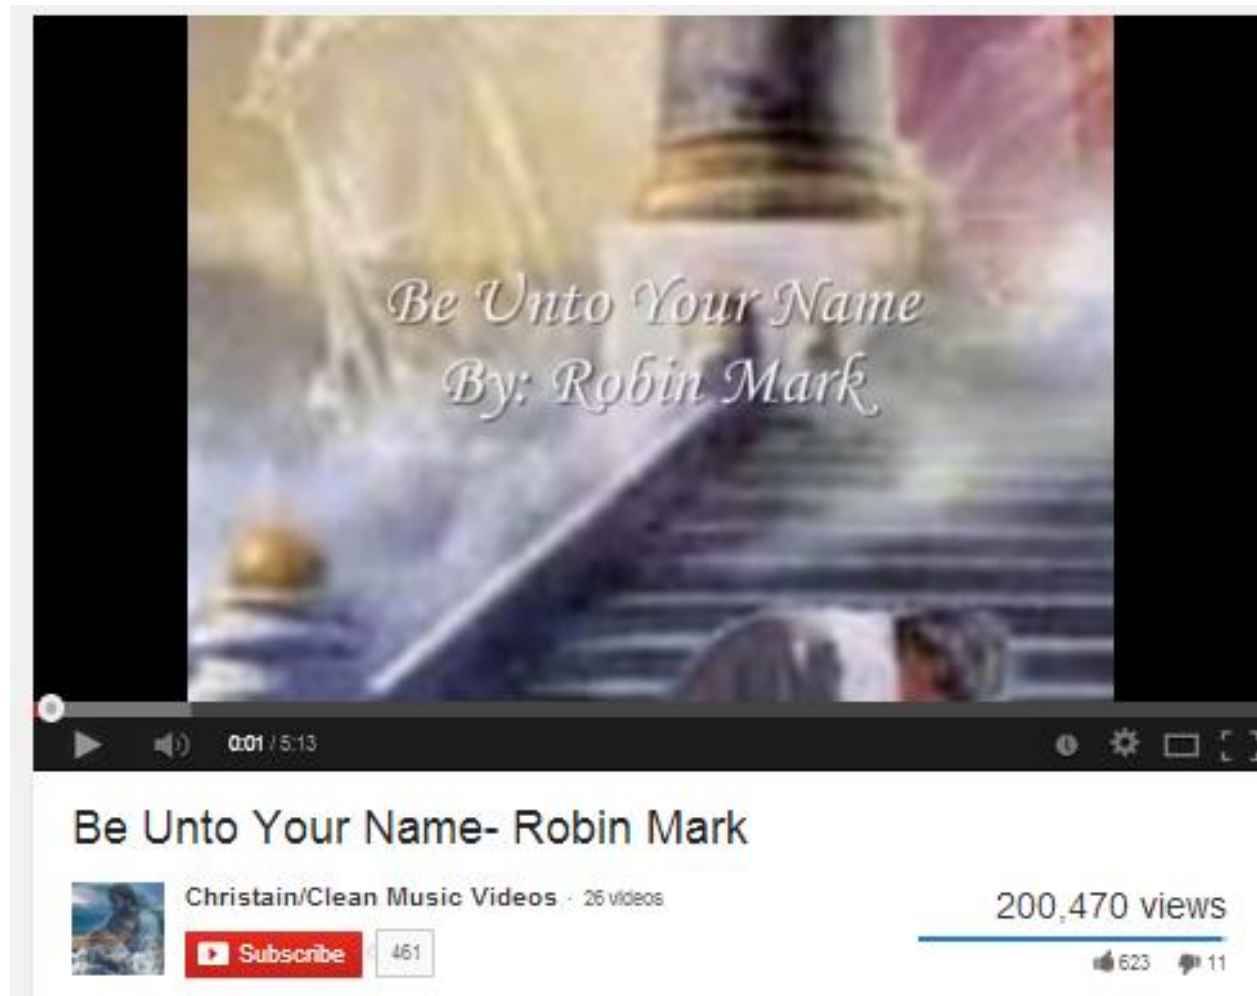 Be Unto Your Name
By: Robin Mark
0:01 / 5:13
Be Unto Your Name- Robin Mark
Christain/Clean Music Videos · 26 videos
200,470 views
Subscribe 461
623 11